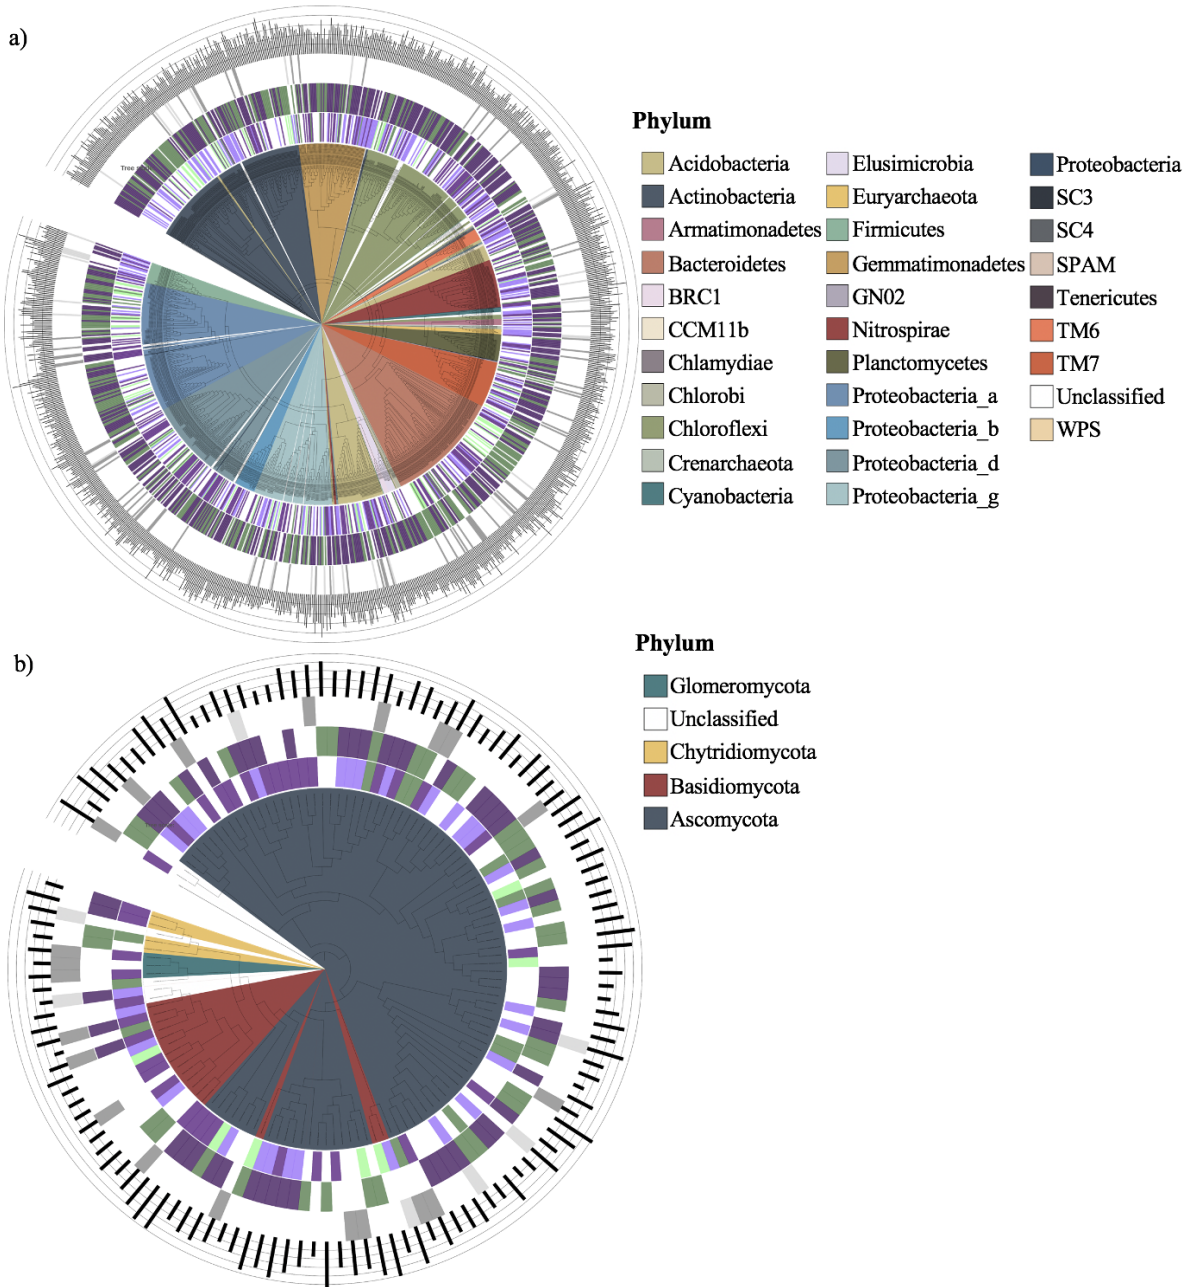 a)
Tree
Phylum
Acidobacteria
Actinobacteria
Armatimonadetes
Bacteroidetes
BRC1
CCM11b
Chlamydiae
Chlorobi
Chloroflexi
Crenarchaeota
Cyanobacteria
Elusimicrobia
Euryarchaeota
Firmicutes
Gemmatimonadetes
GN02
Nitrospirae
Planctomycetes
Proteobacteria_a
Proteobacteria_b
Proteobacteria_d
Proteobacteria_g
Proteobacteria
SC3
SC4
SPAM
Tenericutes
TM6
TM7
Unclassified
WPS
b)
Phylum
Glomeromycota
Unclassified
Chytridiomycota
Basidiomycota
Ascomycota